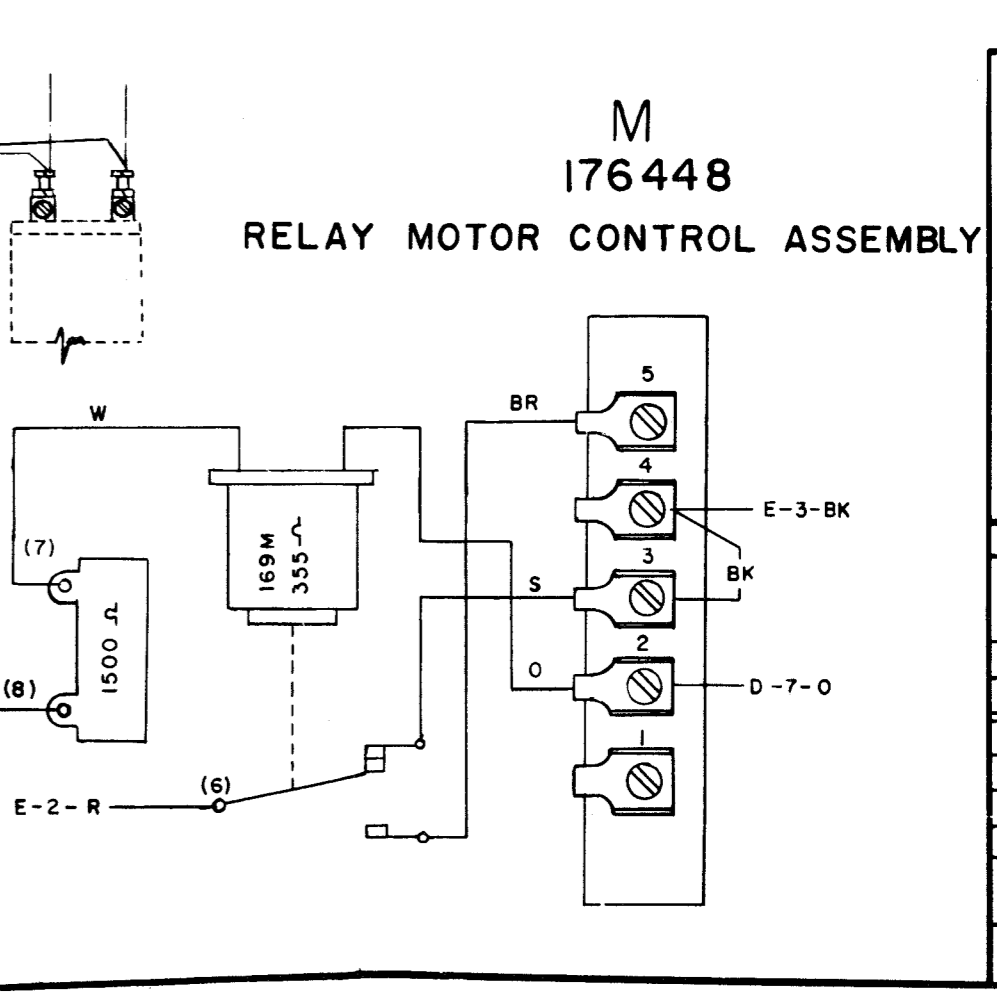 M
176448
RELAY MOTOR CONTROL ASSEMBLY
5
BR
W
4
E-3-BK
(7)
169M
355 Ω
3
BK
S
1500 Ω
2
O
D-7-O
(8)
1
(6)
E-2-R